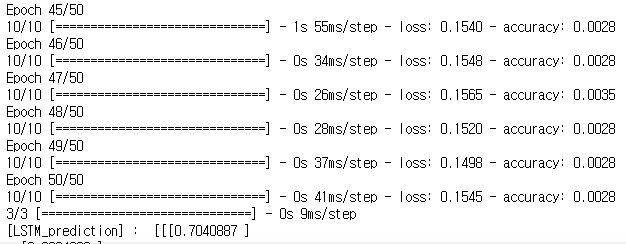 Epoch 45/50
10/10 [==============================] - 1s 55ms/step - loss: 0.1540 - accuracy: 0.0028
Epoch 46/50
10/10 [==============================] - 0s 34ms/step - loss: 0.1548 - accuracy: 0.0028
Epoch 47/50
10/10 [==============================] - 0s 26ms/step - loss: 0.1565 - accuracy: 0.0035
Epoch 48/50
10/10 [==============================] - 0s 28ms/step - loss: 0.1520 - accuracy: 0.0028
Epoch 49/50
10/10 [==============================] - 0s 37ms/step - loss: 0.1498 - accuracy: 0.0028
Epoch 50/50
10/10 [==============================] - 0s 41ms/step - loss: 0.1545 - accuracy: 0.0028
3/3 [==============================] - 0s 9ms/step
[LSTM_prediction] :  [[[0.7040887 ]